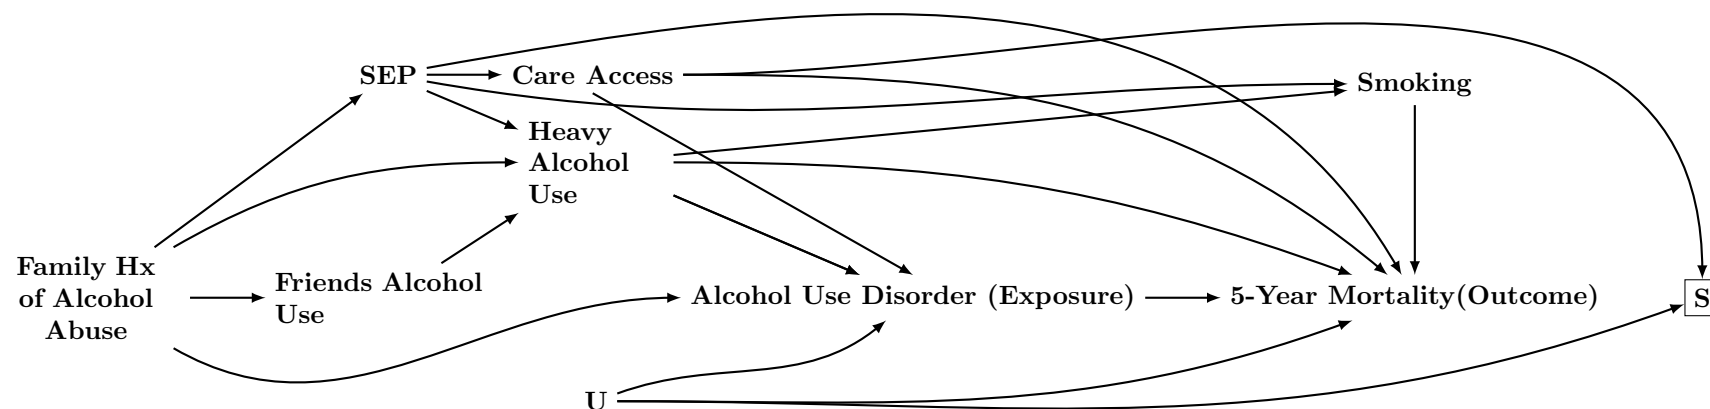 SEP
Care Access
Smoking
Heavy
Alcohol
Use
Family Hx
of Alcohol
Abuse
Friends Alcohol
Use
Alcohol Use Disorder (Exposure)
5-Year Mortality(Outcome)
S
U